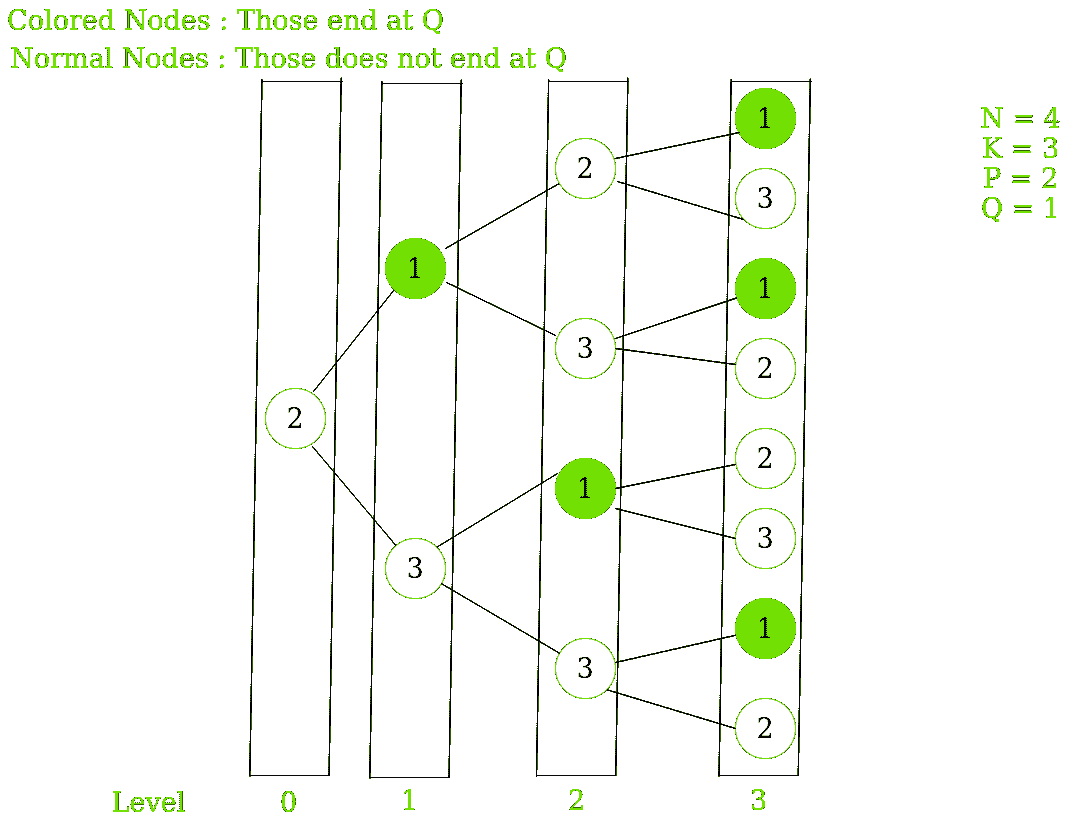 Colored Nodes : Those end at Q
Normal Nodes : Those does not end at Q
N = 4
K = 3
P = 2
Q = 1
1
2
3
1
1
3
2
2
2
1
3
3
1
3
2
Level 0 1 2 3